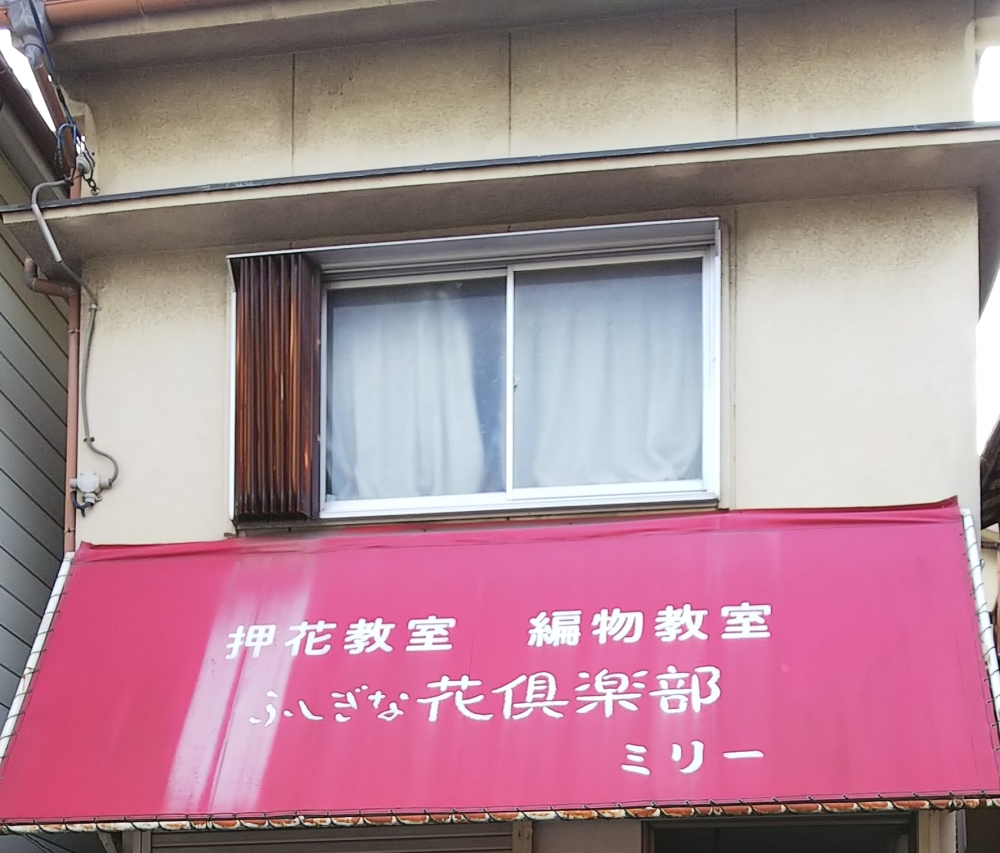 押花教室　編物教室
ふしぎな花倶楽部
ミリー